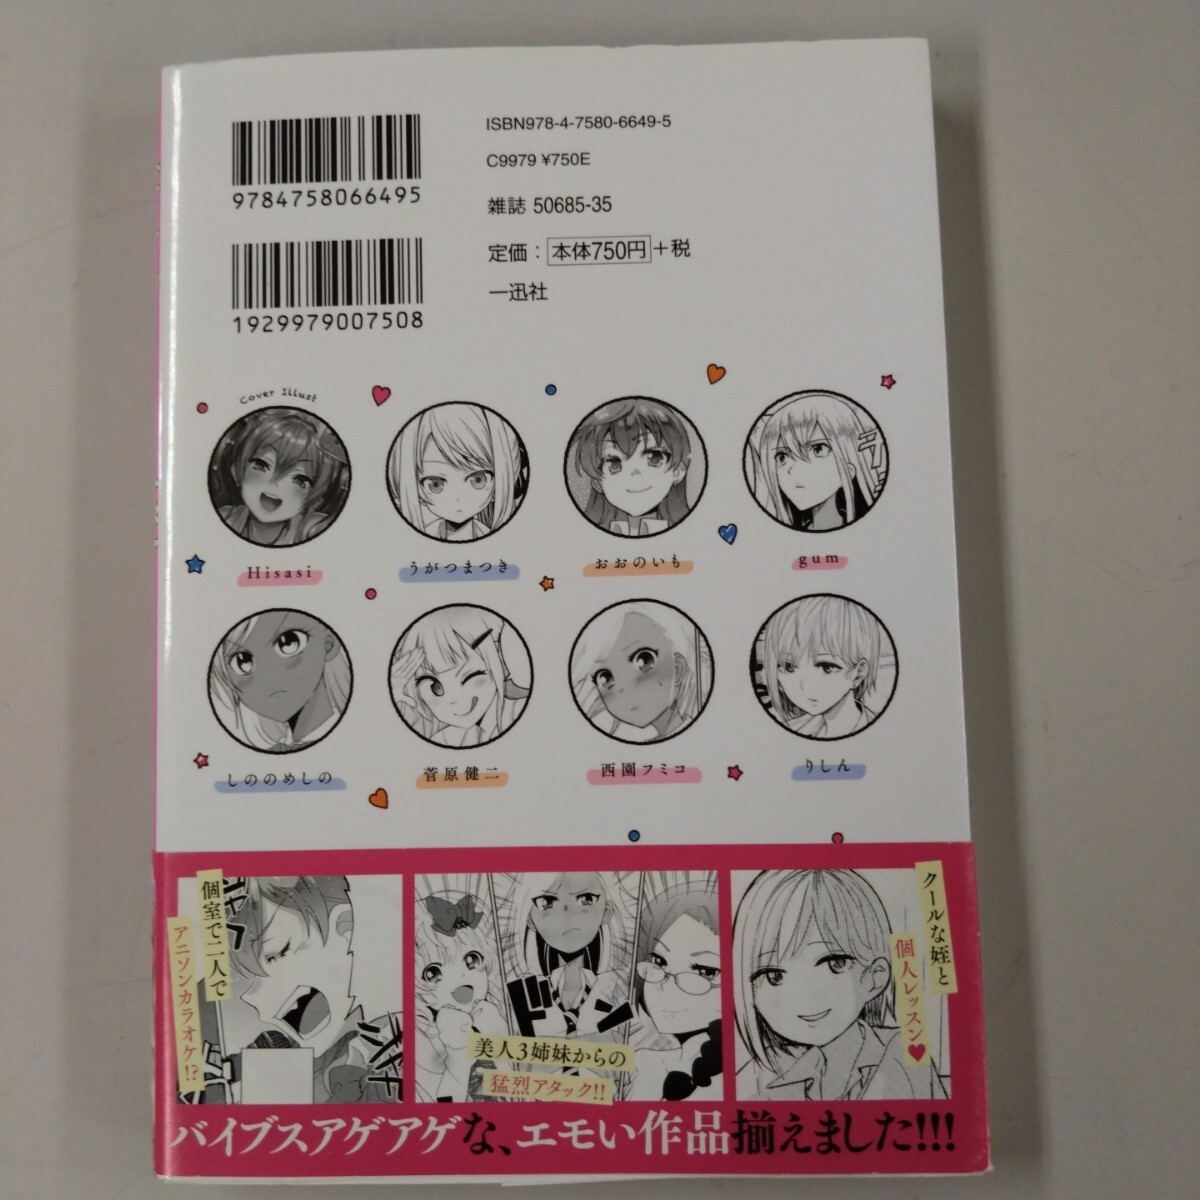 ISBN978-4-7580-6649-5
9784758066495
C9979 ¥750E
雑誌 50685-35
定価：本体750円＋税
1929979007508
一迅社
Cover Illust
Hisasi
うがつまつき
おおのいも
gum
しののめしの
菅原健二
西園フミコ
りしん
個室で二人で
アニソンカラオケ!?
美人3姉妹からの
猛烈アタック!!
クールな姪と
個人レッスン♥
ドン
バイブスアゲアゲな、エモい作品揃えました!!!